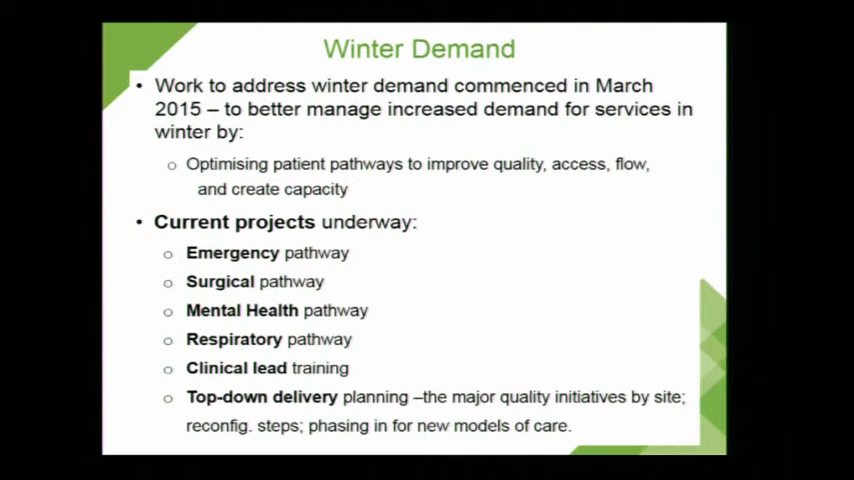 Winter Demand
• Work to address winter demand commenced in March
2015 – to better manage increased demand for services in
winter by:
o Optimising patient pathways to improve quality, access, flow,
and create capacity
• Current projects underway:
o Emergency pathway
o Surgical pathway
o Mental Health pathway
o Respiratory pathway
o Clinical lead training
o Top-down delivery planning –the major quality initiatives by site;
reconfig. steps; phasing in for new models of care.